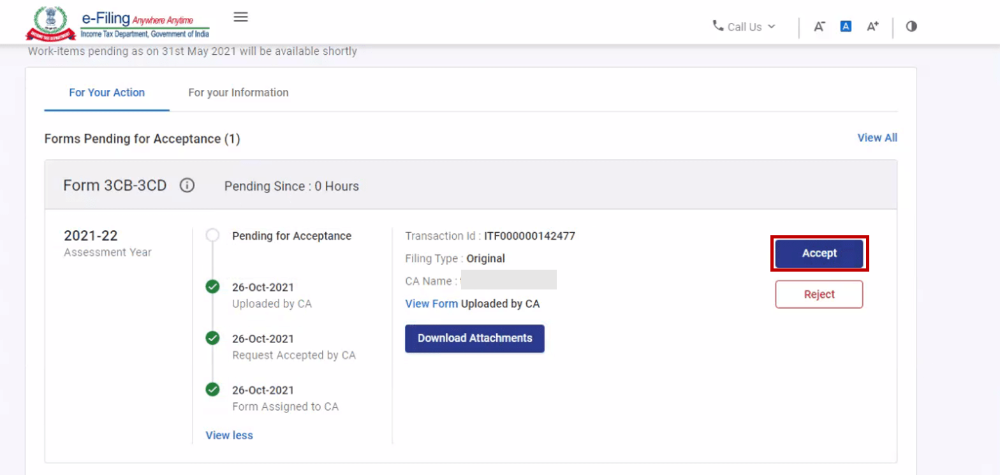 e-Filing Anywhere Anytime
Income Tax Department, Government of India
Call Us
A- A A+
Work-items pending as on 31st May 2021 will be available shortly
For Your Action
For your Information
Forms Pending for Acceptance (1)
View All
Form 3CB-3CD
Pending Since : 0 Hours
2021-22
Assessment Year
Pending for Acceptance
26-Oct-2021
Uploaded by CA
26-Oct-2021
Request Accepted by CA
26-Oct-2021
Form Assigned to CA
View less
Transaction Id : ITF000000142477
Filing Type : Original
CA Name :
View Form Uploaded by CA
Download Attachments
Accept
Reject